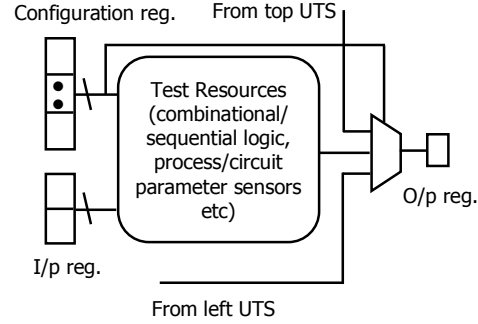 Configuration reg.
From top UTS
Test Resources
(combinational/
sequential logic,
process/circuit
parameter sensors
etc)
O/p reg.
I/p reg.
From left UTS